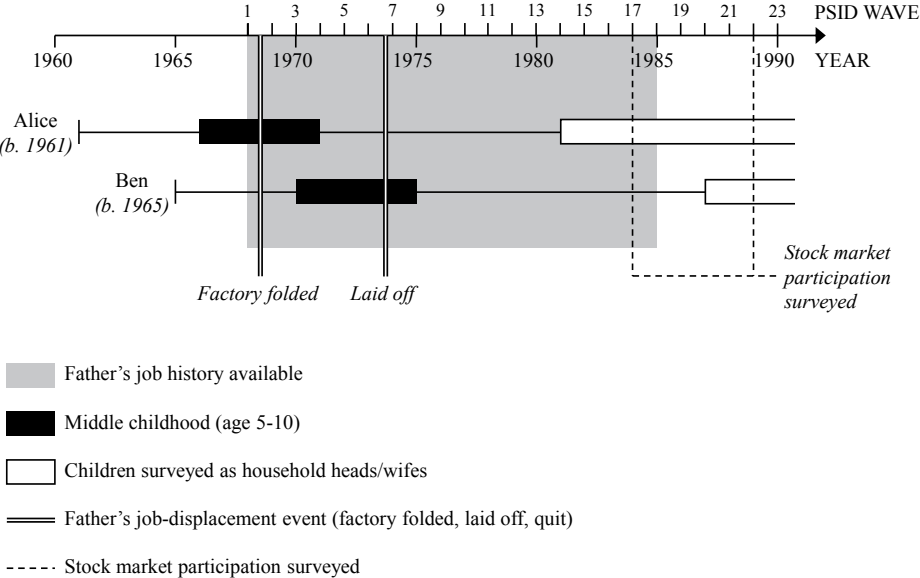 1 3 5 7 9 11 13 15 17 19 21 23 PSID WAVE
1960 1965 1970 1975 1980 1985 1990 YEAR
Alice
(b. 1961)
Ben
(b. 1965)
Factory folded Laid off
Stock market
participation
surveyed
Father's job history available
Middle childhood (age 5-10)
Children surveyed as household heads/wifes
Father's job-displacement event (factory folded, laid off, quit)
Stock market participation surveyed